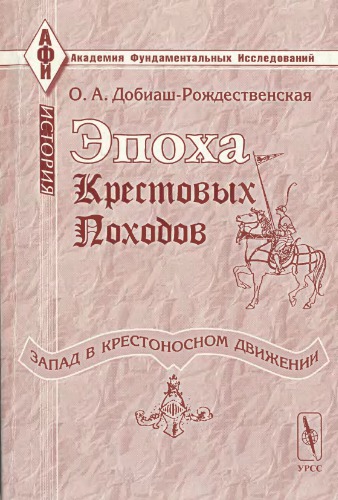 АФИ
Академия Фундаментальных Исследований
ИСТОРИЯ
О. А. Добиаш-Рождественская
Эпоха
Крестовых
Походов
ЗАПАД В КРЕСТОНОСНОМ ДВИЖЕНИИ
УРСС